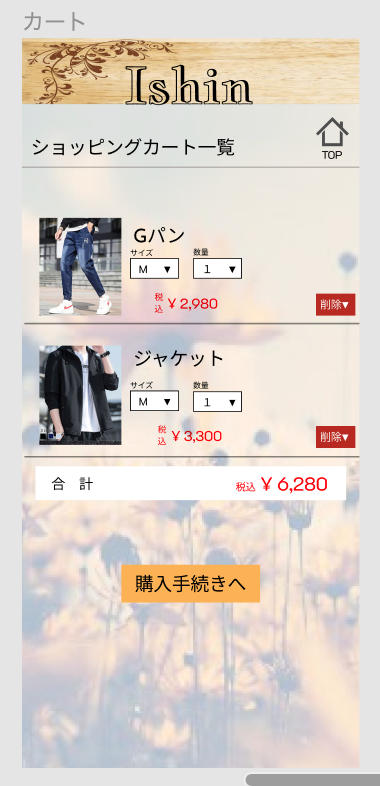 カート
Ishin
ショッピングカート一覧
TOP
Gパン
サイズ 数量
M ▼ 1 ▼
税込 ¥ 2,980
削除▼
ジャケット
サイズ 数量
M ▼ 1 ▼
税込 ¥ 3,300
削除▼
合 計 税込 ¥ 6,280
購入手続きへ